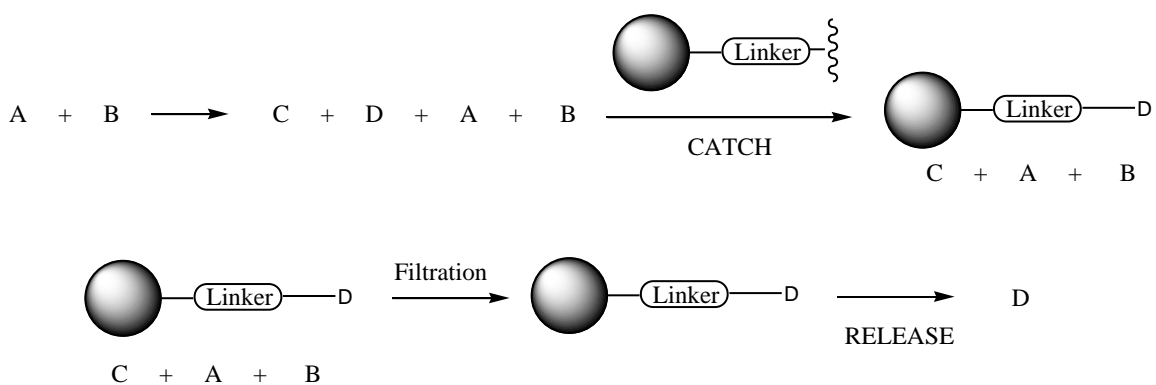 Linker
A + B C + D + A + B Linker D
CATCH
C + A + B
Linker D Filtration Linker D D
RELEASE
C + A + B